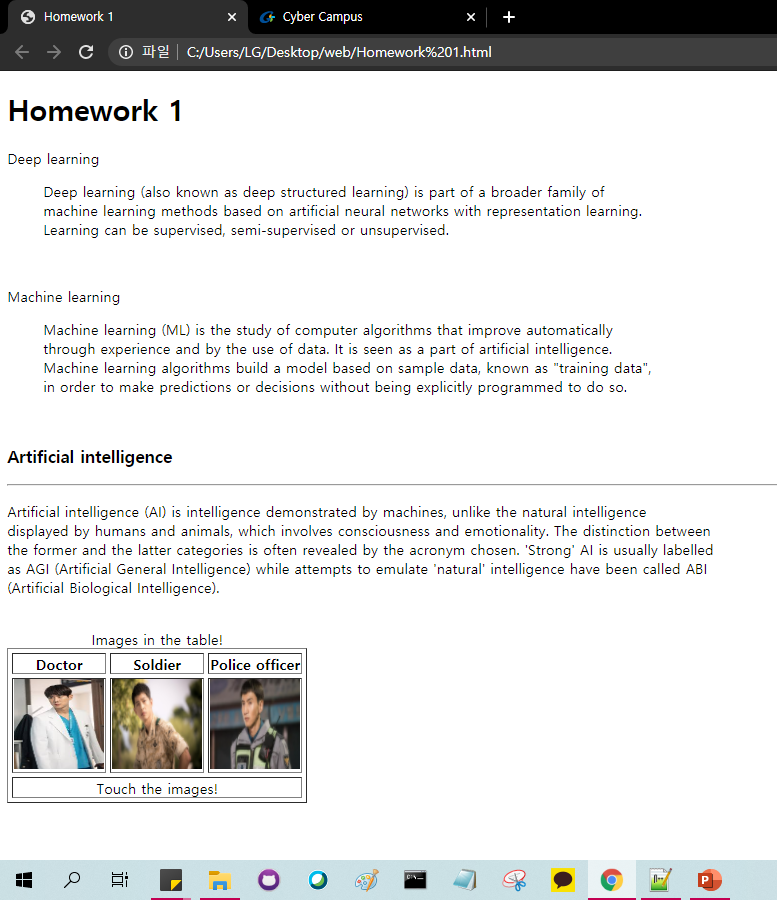 Homework 1
Cyber Campus
파일 C:/Users/LG/Desktop/web/Homework%201.html
Homework 1
Deep learning
Deep learning (also known as deep structured learning) is part of a broader family of
machine learning methods based on artificial neural networks with representation learning.
Learning can be supervised, semi-supervised or unsupervised.
Machine learning
Machine learning (ML) is the study of computer algorithms that improve automatically
through experience and by the use of data. It is seen as a part of artificial intelligence.
Machine learning algorithms build a model based on sample data, known as "training data",
in order to make predictions or decisions without being explicitly programmed to do so.
Artificial intelligence
Artificial intelligence (AI) is intelligence demonstrated by machines, unlike the natural intelligence
displayed by humans and animals, which involves consciousness and emotionality. The distinction between
the former and the latter categories is often revealed by the acronym chosen. 'Strong' AI is usually labelled
as AGI (Artificial General Intelligence) while attempts to emulate 'natural' intelligence have been called ABI
(Artificial Biological Intelligence).
Images in the table!
Doctor Soldier Police officer
Touch the images!